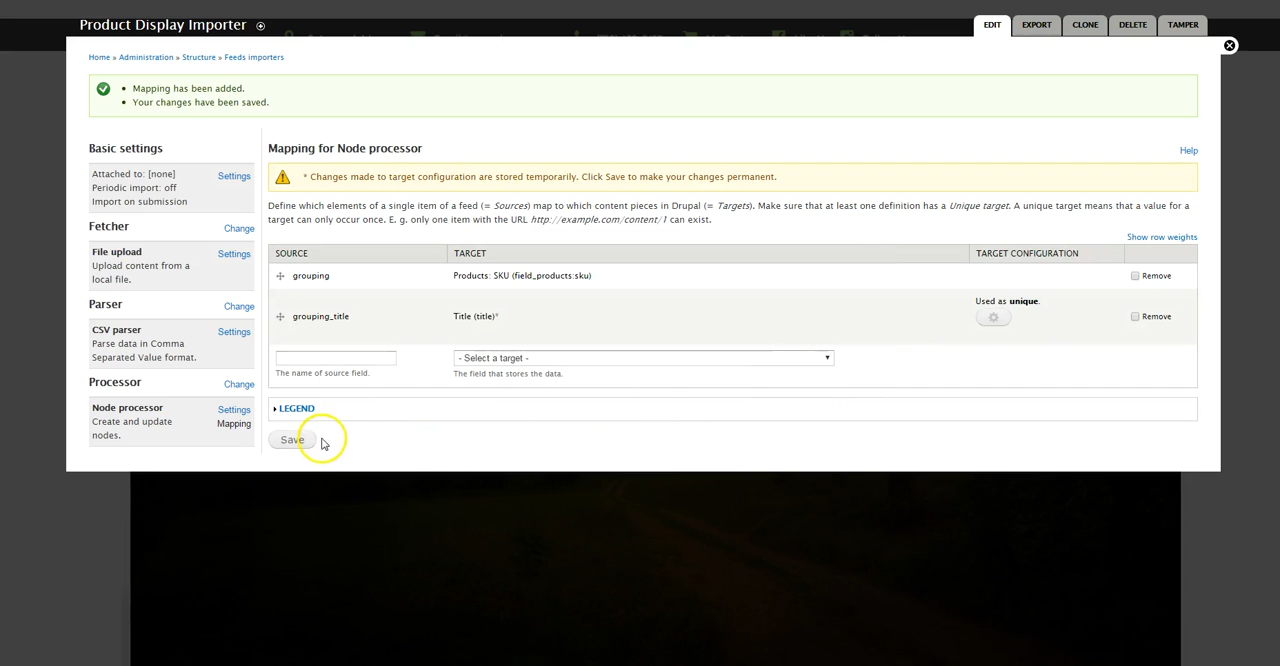 Product Display Importer
EDIT
EXPORT
CLONE
DELETE
TAMPER
Home » Administration » Structure » Feeds importers
Mapping has been added.
Your changes have been saved.
Basic settings
Attached to: [none]
Settings
Periodic import: off
Import on submission
Fetcher
Change
File upload
Settings
Upload content from a
local file.
Parser
Change
CSV parser
Settings
Parse data in Comma
Separated Value format.
Processor
Change
Node processor
Settings
Create and update
Mapping
nodes.
Mapping for Node processor
Help
* Changes made to target configuration are stored temporarily. Click Save to make your changes permanent.
Define which elements of a single item of a feed (= Sources) map to which content pieces in Drupal (= Targets). Make sure that at least one definition has a Unique target. A unique target means that a value for a
target can only occur once. E. g. only one item with the URL http://example.com/content/1 can exist.
Show row weights
SOURCE
TARGET
TARGET CONFIGURATION
grouping
Products: SKU (field_products:sku)
Remove
grouping_title
Title (title)*
Used as unique.
Remove
- Select a target -
The name of source field.
The field that stores the data.
LEGEND
Save